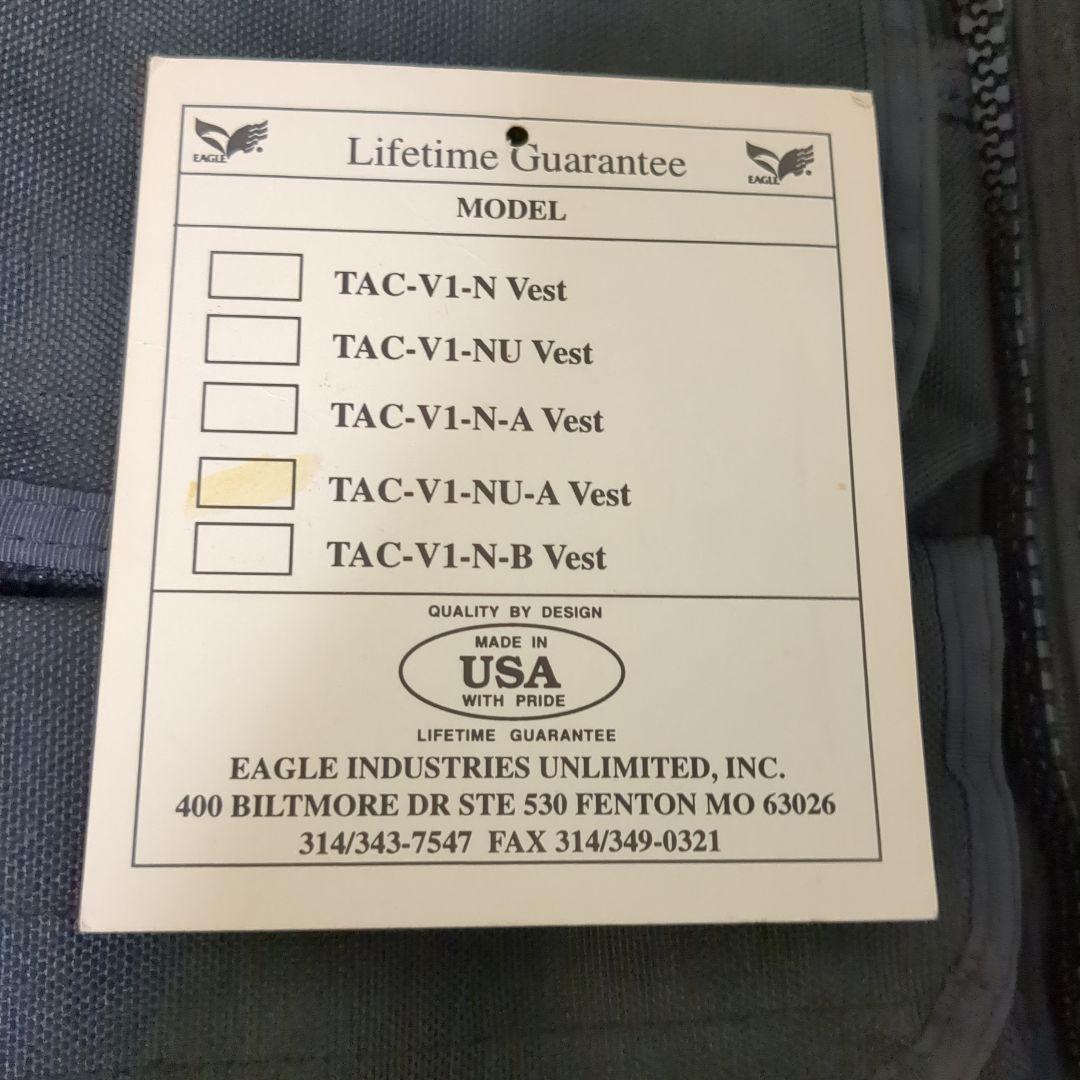 EAGLE
Lifetime Guarantee
EAGLE
MODEL
TAC-V1-N Vest
TAC-V1-NU Vest
TAC-V1-N-A Vest
TAC-V1-NU-A Vest
TAC-V1-N-B Vest
QUALITY BY DESIGN
MADE IN
USA
WITH PRIDE
LIFETIME GUARANTEE
EAGLE INDUSTRIES UNLIMITED, INC.
400 BILTMORE DR STE 530 FENTON MO 63026
314/343-7547 FAX 314/349-0321